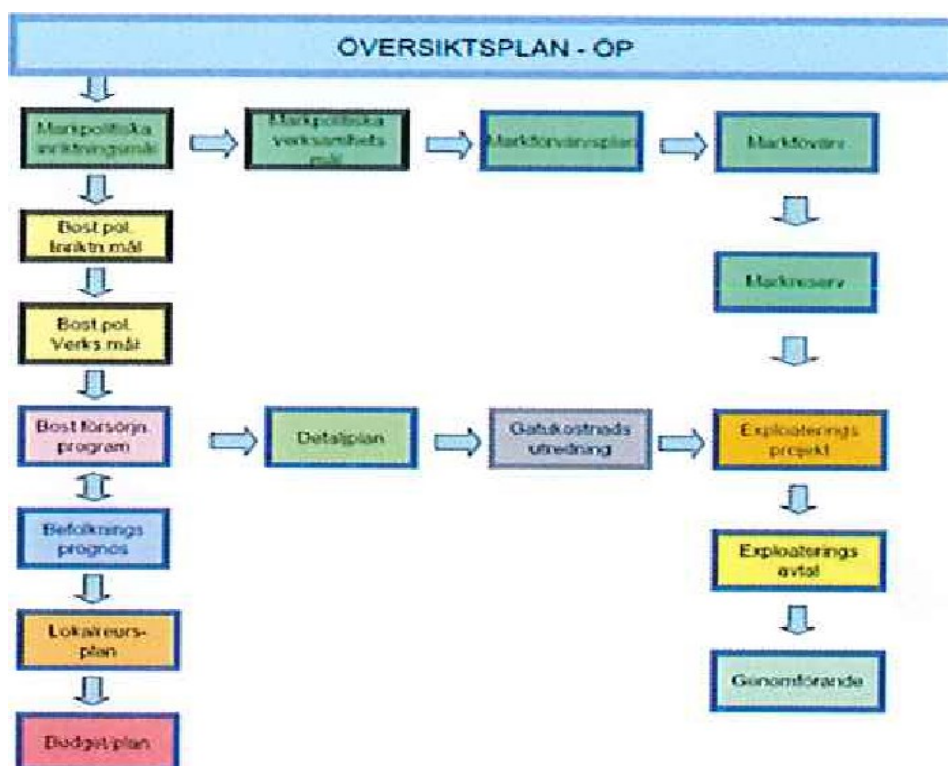 ÖVERSIKTSPLAN - ÖP
Markpolitiska
inriktningsmål
Markpolitiska
verksamhets
mål
Markförvärvsplan
Markförvärv
Bost.pol.
Inriktn.mål
Markreserv
Bost.pol.
Verks.mål
Bost försörjn.
program
Detaljplan
Gatukostnads
utredning
Exploaterings
projekt
Befolknings
prognos
Exploaterings
avtal
Lokalresurs-
plan
Genomförande
Budget/plan